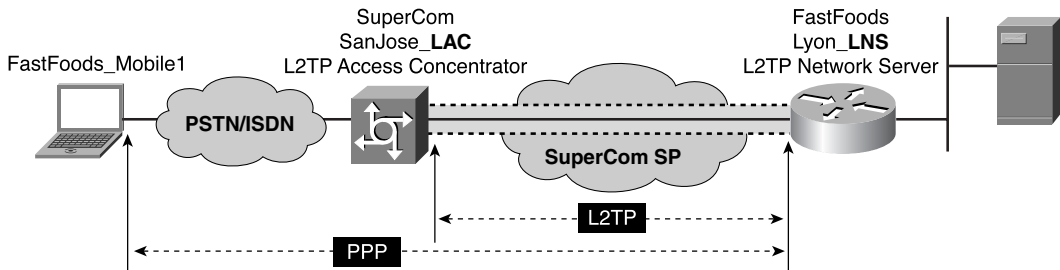 FastFoods_Mobile1
PSTN/ISDN
SuperCom
SanJose_LAC
L2TP Access Concentrator
SuperCom SP
FastFoods
Lyon_LNS
L2TP Network Server
L2TP
PPP